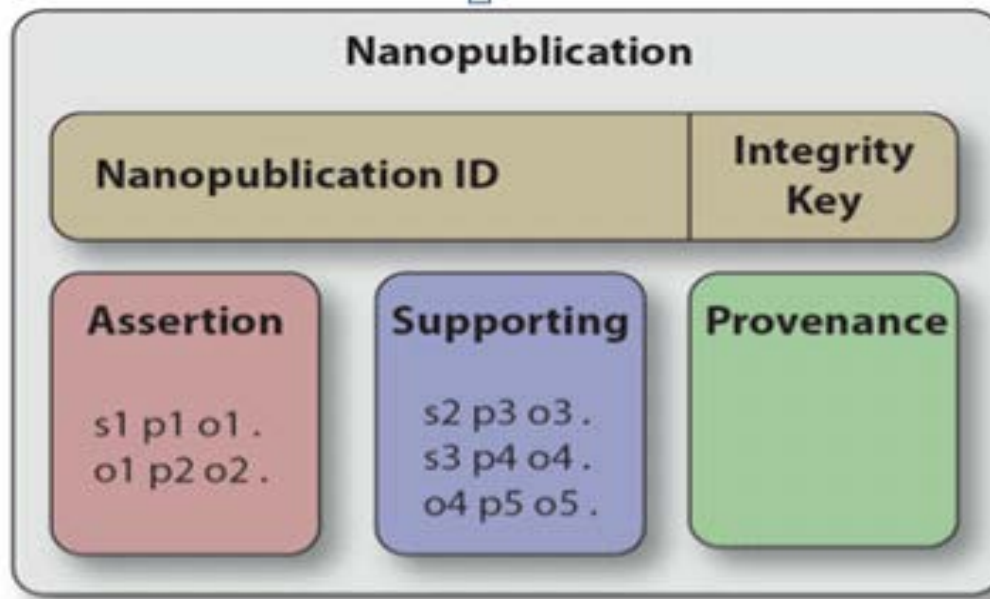 Nanopublication
Nanopublication ID
Integrity
Key
Assertion
s1 p1 o1 .
o1 p2 o2 .
Supporting
s2 p3 o3 .
s3 p4 o4 .
o4 p5 o5 .
Provenance